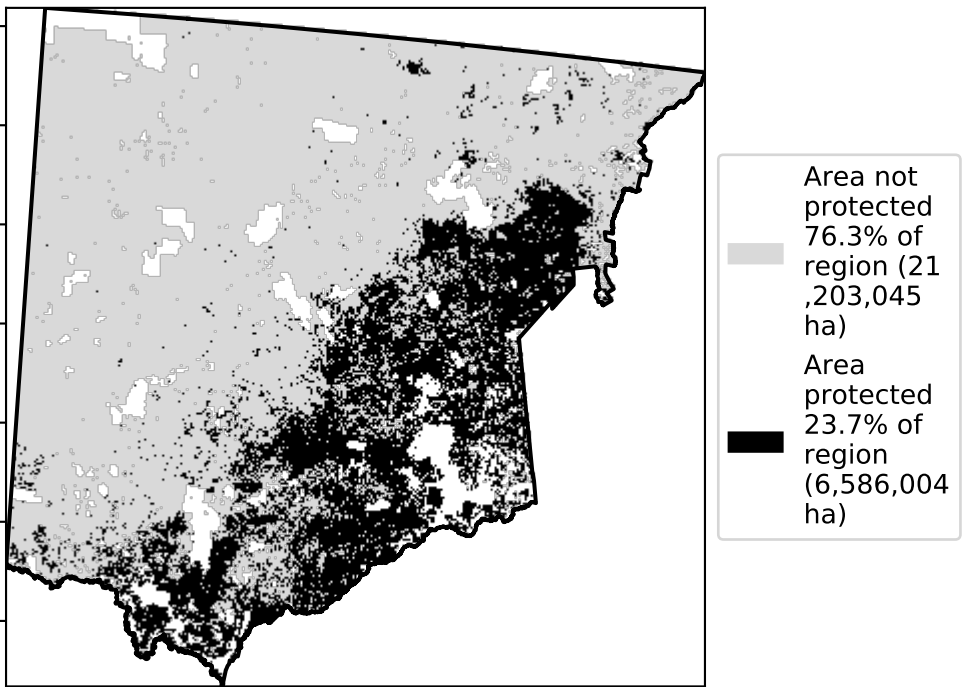 Area not
protected
76.3% of
region (21
,203,045
ha)
Area
protected
23.7% of
region
(6,586,004
ha)